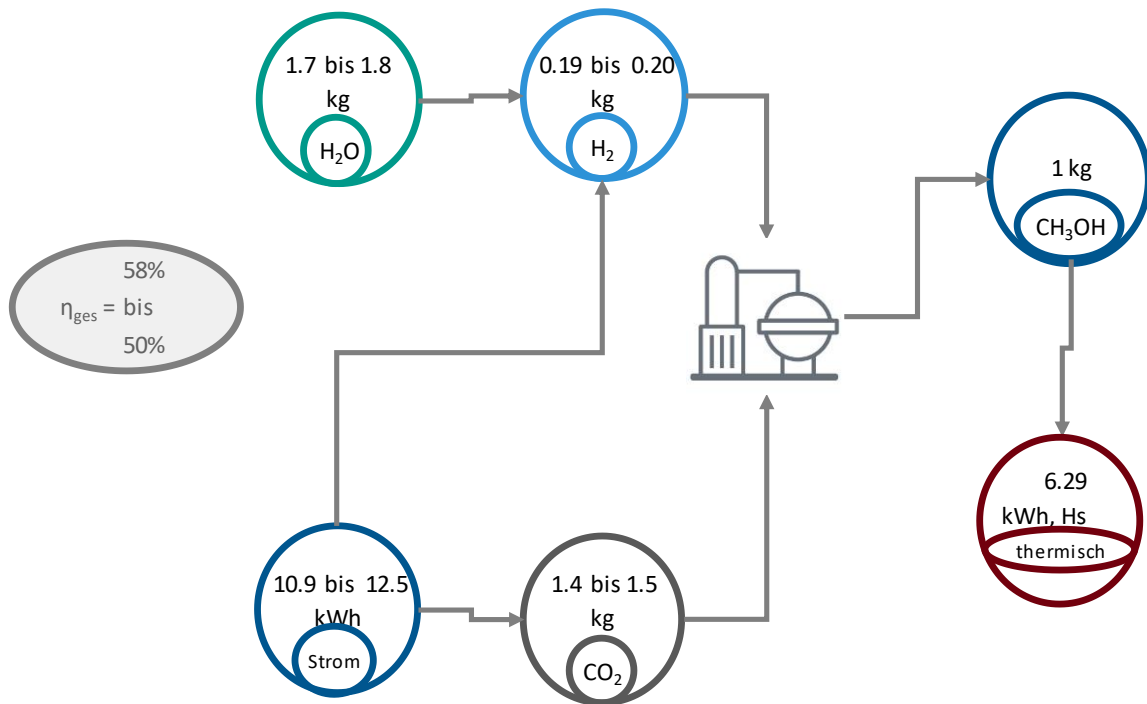 1.7 bis 1.8
kg
H₂O
0.19 bis 0.20
kg
H₂
1 kg
CH₃OH
58%
ηges = bis
50%
6.29
kWh, Hs
thermisch
10.9 bis 12.5
kWh
Strom
1.4 bis 1.5
kg
CO₂